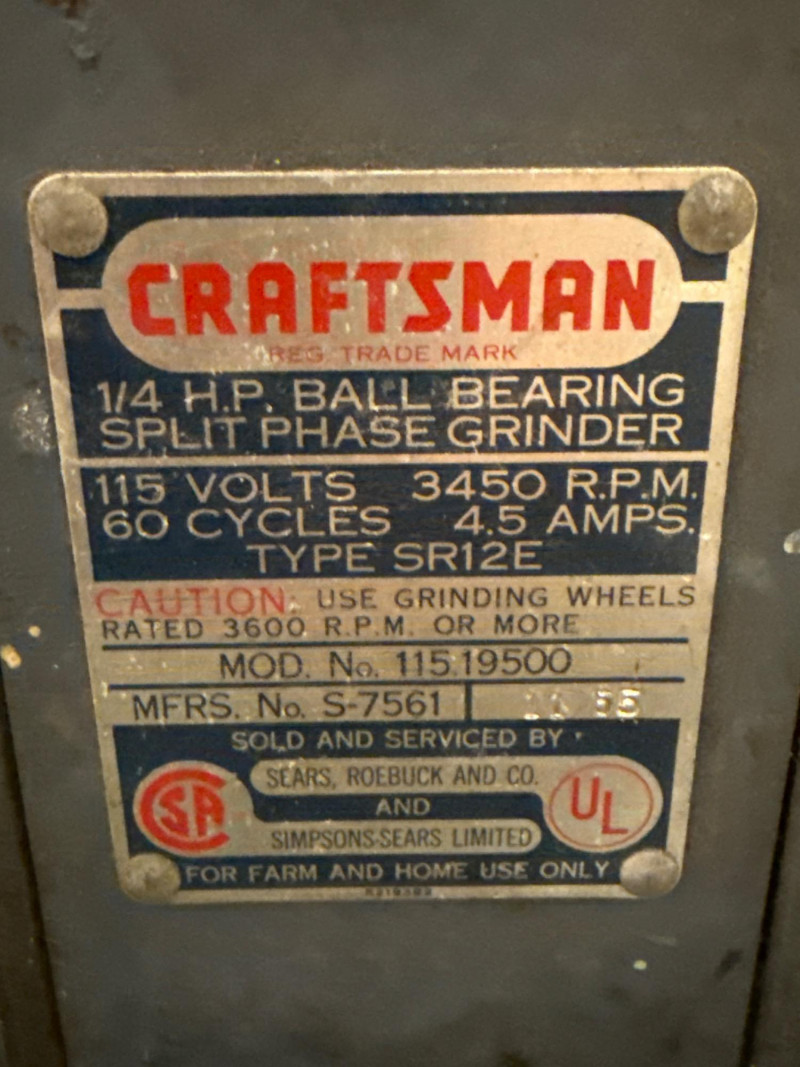 CRAFTSMAN
REG. TRADE MARK
1/4 H.P. BALL BEARING
SPLIT PHASE GRINDER
115 VOLTS 3450 R.P.M.
60 CYCLES 4.5 AMPS.
TYPE SR12E
CAUTION: USE GRINDING WHEELS
RATED 3600 R.P.M. OR MORE
MOD. No. 115.19500
MFRS. No. S-7561
SOLD AND SERVICED BY
SEARS, ROEBUCK AND CO.
AND
SIMPSONS-SEARS LIMITED
SA
UL
FOR FARM AND HOME USE ONLY